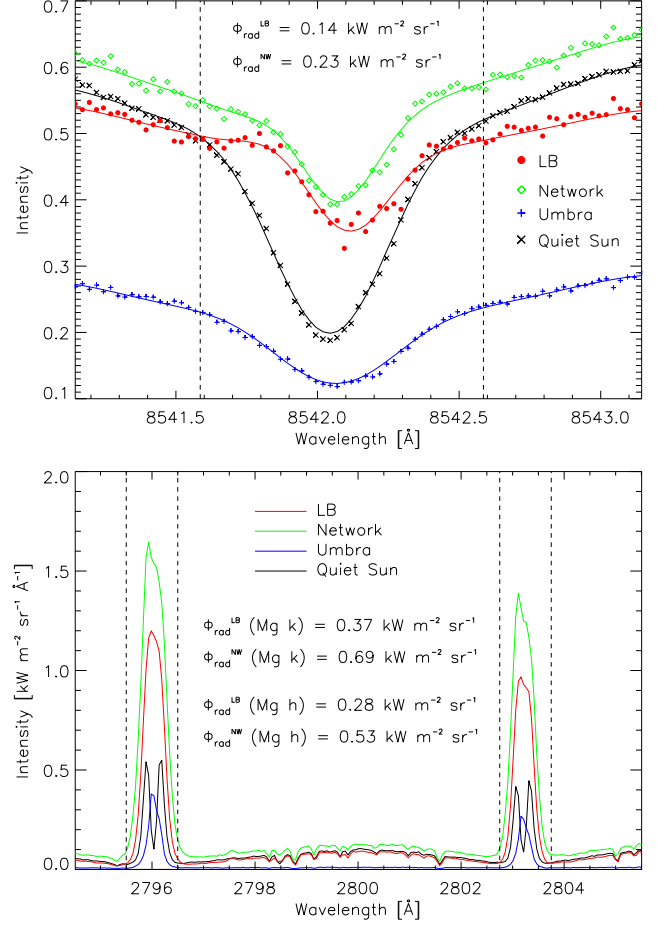 0.7
0.6
0.5
0.4
0.3
0.2
0.1
Intensity
Φrad^LB = 0.14 kW m⁻² sr⁻¹
Φrad^NW = 0.23 kW m⁻² sr⁻¹
LB
Network
Umbra
Quiet Sun
8541.5 8542.0 8542.5 8543.0
Wavelength [Å]
2.0
1.5
1.0
0.5
0.0
Intensity [kW m⁻² sr⁻¹ Å⁻¹]
LB
Network
Umbra
Quiet Sun
Φrad^LB (Mg k) = 0.37 kW m⁻² sr⁻¹
Φrad^NW (Mg k) = 0.69 kW m⁻² sr⁻¹
Φrad^LB (Mg h) = 0.28 kW m⁻² sr⁻¹
Φrad^NW (Mg h) = 0.53 kW m⁻² sr⁻¹
2796 2798 2800 2802 2804
Wavelength [Å]